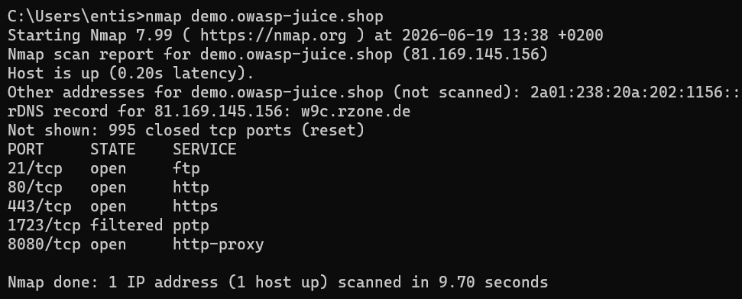 C:\Users\entis>nmap demo.owasp-juice.shop
Starting Nmap 7.99 ( https://nmap.org ) at 2026-06-19 13:38 +0200
Nmap scan report for demo.owasp-juice.shop (81.169.145.156)
Host is up (0.20s latency).
Other addresses for demo.owasp-juice.shop (not scanned): 2a01:238:20a:202:1156::
rDNS record for 81.169.145.156: w9c.rzone.de
Not shown: 995 closed tcp ports (reset)
PORT     STATE    SERVICE
21/tcp   open     ftp
80/tcp   open     http
443/tcp  open     https
1723/tcp filtered pptp
8080/tcp open     http-proxy
Nmap done: 1 IP address (1 host up) scanned in 9.70 seconds